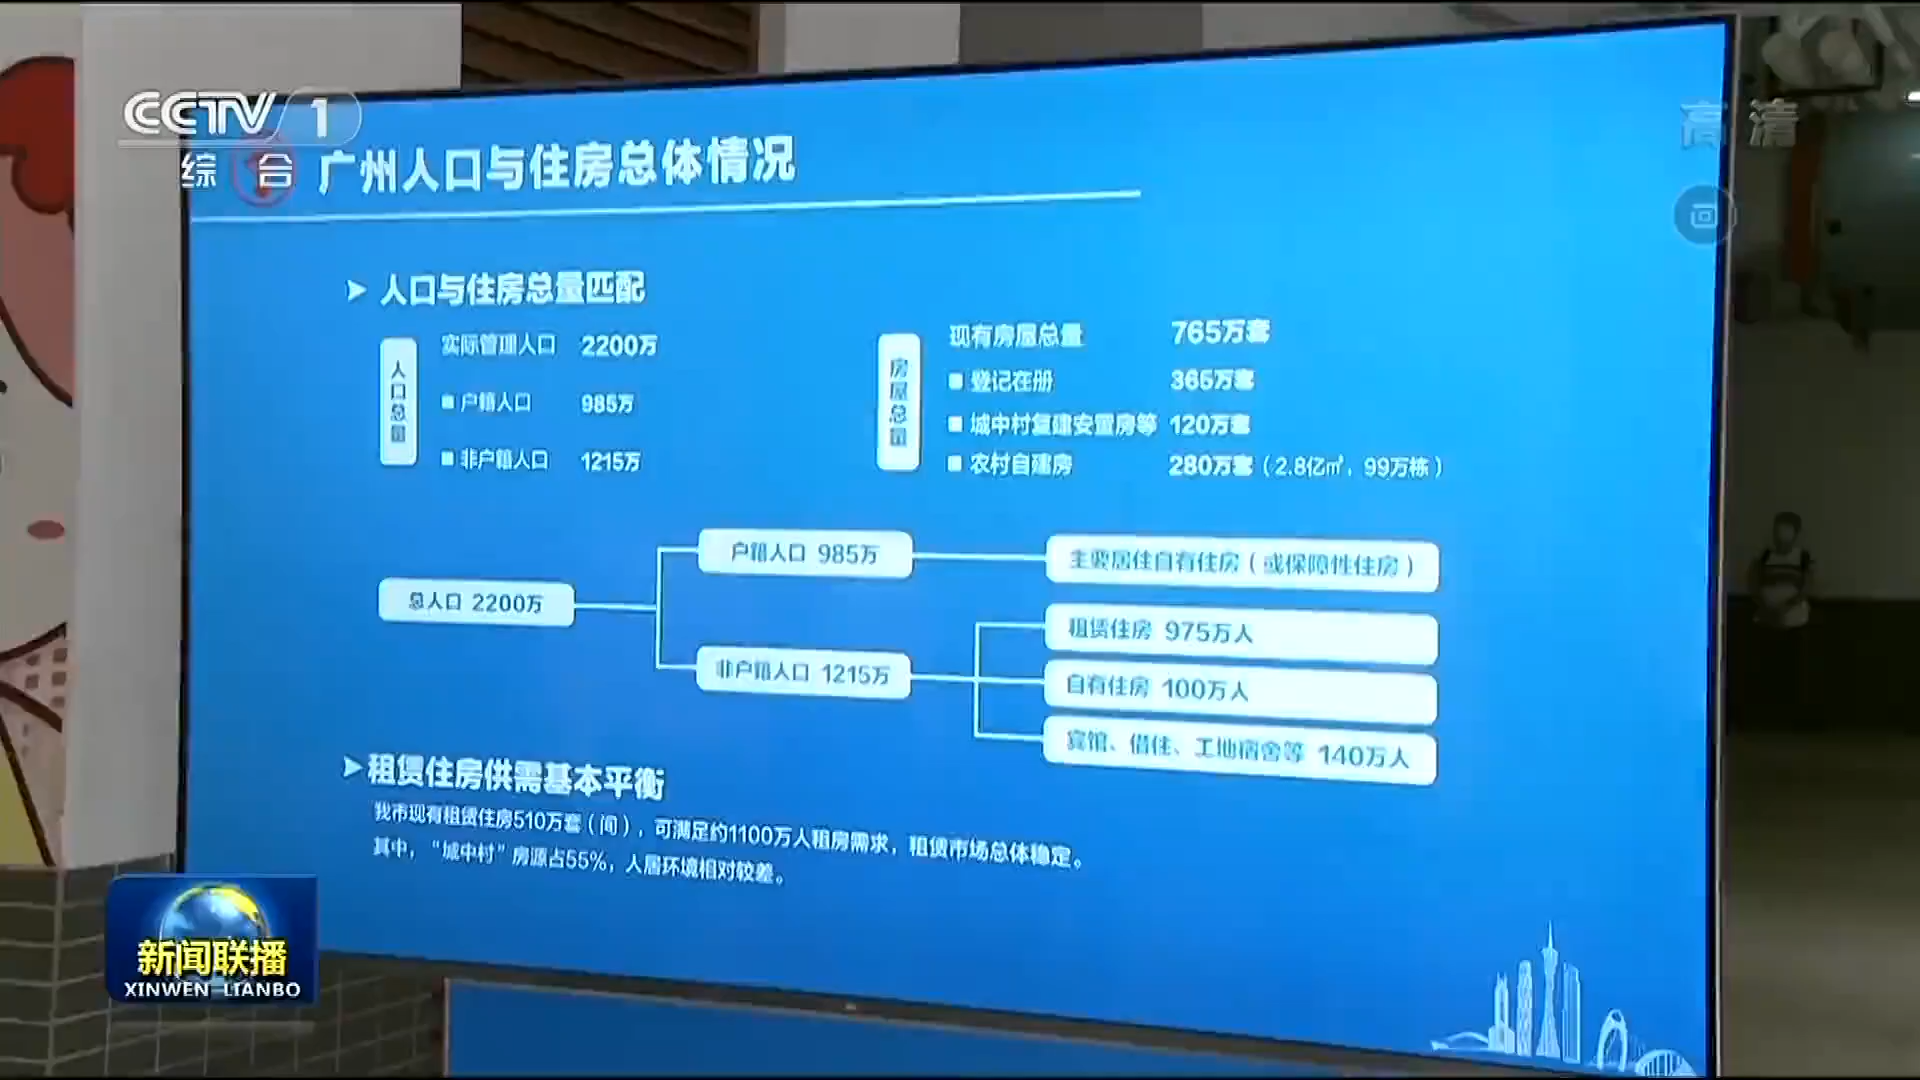 CCTV 1
综合
高清
回
广州人口与住房总体情况
人口与住房总量匹配
人口总量
实际管理人口 2200万
户籍人口 985万
非户籍人口 1215万
房屋总量
现有房屋总量 765万套
登记在册 365万套
城中村复建安置房等 120万套
农村自建房 280万套（2.8亿㎡，99万栋）
总人口 2200万
户籍人口 985万
主要居住自有住房（或保障性住房）
非户籍人口 1215万
租赁住房 975万人
自有住房 100万人
宾馆、借住、工地宿舍等 140万人
租赁住房供需基本平衡
我市现有租赁住房510万套（间），可满足约1100万人租房需求，租赁市场总体稳定。
其中，“城中村”房源占55%，人居环境相对较差。
新闻联播
XINWEN LIANBO